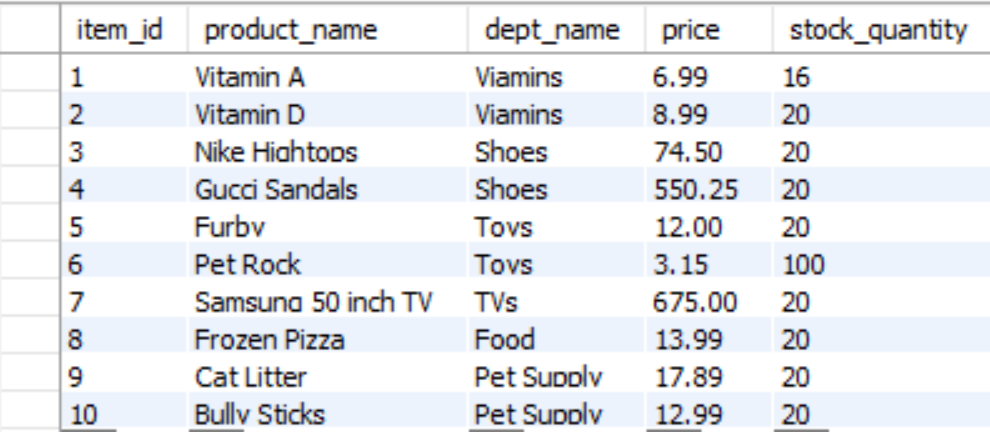 item_id product_name dept_name price stock_quantity
1 Vitamin A Viamins 6.99 16
2 Vitamin D Viamins 8.99 20
3 Nike Hightops Shoes 74.50 20
4 Gucci Sandals Shoes 550.25 20
5 Furby Toys 12.00 20
6 Pet Rock Toys 3.15 100
7 Samsung 50 inch TV TVs 675.00 20
8 Frozen Pizza Food 13.99 20
9 Cat Litter Pet Supply 17.89 20
10 Bully Sticks Pet Supply 12.99 20